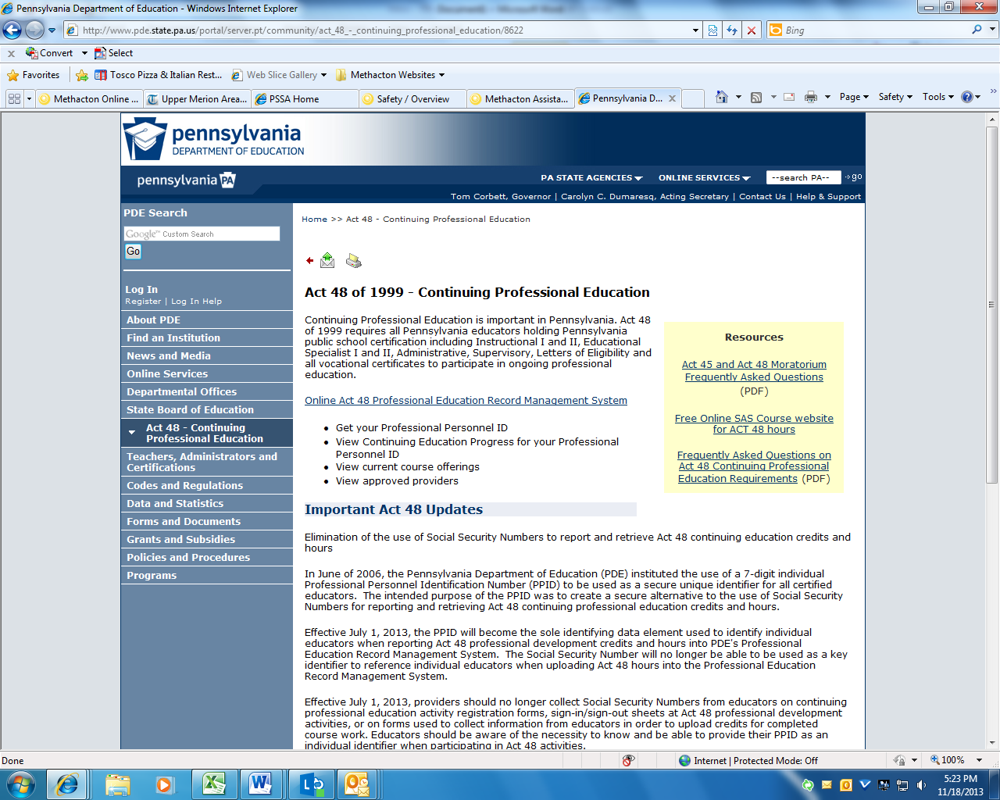 Pennsylvania Department of Education - Windows Internet Explorer
http://www.pde.state.pa.us/portal/server.pt/community/act_48_-_continuing_professional_education/8622
Bing
x Convert Select
Favorites Tosco Pizza & Italian Rest... Web Slice Gallery Methacton Websites
Methacton Online ... Upper Merion Area... PSSA Home Safety / Overview Methacton Assista... Pennsylvania D... Page Safety Tools
pennsylvania
DEPARTMENT OF EDUCATION
pennsylvania PA PA STATE AGENCIES ONLINE SERVICES --search PA-- go
Tom Corbett, Governor | Carolyn C. Dumaresq, Acting Secretary | Contact Us | Help & Support
PDE Search
Google™ Custom Search
Go
Log In
Register | Log In Help
About PDE
Find an Institution
News and Media
Online Services
Departmental Offices
State Board of Education
Act 48 - Continuing
Professional Education
Teachers, Administrators and
Certifications
Codes and Regulations
Data and Statistics
Forms and Documents
Grants and Subsidies
Policies and Procedures
Programs
Home >> Act 48 - Continuing Professional Education
Act 48 of 1999 - Continuing Professional Education
Continuing Professional Education is important in Pennsylvania. Act 48
of 1999 requires all Pennsylvania educators holding Pennsylvania
public school certification including Instructional I and II, Educational
Specialist I and II, Administrative, Supervisory, Letters of Eligibility and
all vocational certificates to participate in ongoing professional
education.
Online Act 48 Professional Education Record Management System
• Get your Professional Personnel ID
• View Continuing Education Progress for your Professional
Personnel ID
• View current course offerings
• View approved providers
Resources
Act 45 and Act 48 Moratorium
Frequently Asked Questions
(PDF)
Free Online SAS Course website
for ACT 48 hours
Frequently Asked Questions on
Act 48 Continuing Professional
Education Requirements (PDF)
Important Act 48 Updates
Elimination of the use of Social Security Numbers to report and retrieve Act 48 continuing education credits and
hours
In June of 2006, the Pennsylvania Department of Education (PDE) instituted the use of a 7-digit individual
Professional Personnel Identification Number (PPID) to be used as a secure unique identifier for all certified
educators.  The intended purpose of the PPID was to create a secure alternative to the use of Social Security
Numbers for reporting and retrieving Act 48 continuing professional education credits and hours.
Effective July 1, 2013, the PPID will become the sole identifying data element used to identify individual
educators when reporting Act 48 professional development credits and hours into PDE's Professional
Education Record Management System.  The Social Security Number will no longer be able to be used as a key
identifier to reference individual educators when uploading Act 48 hours into the Professional Education
Record Management System.
Effective July 1, 2013, providers should no longer collect Social Security Numbers from educators on continuing
professional education activity registration forms, sign-in/sign-out sheets at Act 48 professional development
activities, or on forms used to collect information from educators in order to upload credits for completed
course work. Educators should be aware of the necessity to know and be able to provide their PPID as an
individual identifier when participating in Act 48 activities.
Done Internet | Protected Mode: Off 100%
5:23 PM
11/18/2013